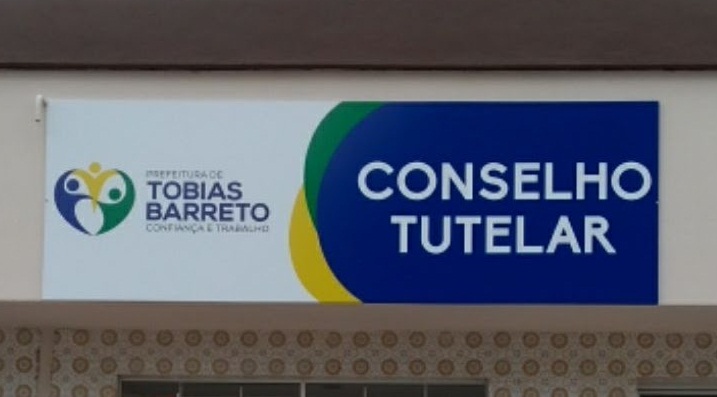 PREFEITURA DE
TOBIAS
BARRETO
CONFIANÇA E TRABALHO
CONSELHO
TUTELAR